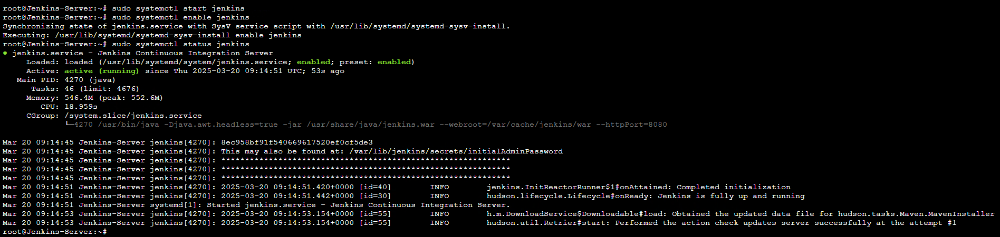 root@Jenkins-Server:~# sudo systemctl start jenkins
root@Jenkins-Server:~# sudo systemctl enable jenkins
Synchronizing state of jenkins.service with SysV service script with /usr/lib/systemd/systemd-sysv-install.
Executing: /usr/lib/systemd/systemd-sysv-install enable jenkins
root@Jenkins-Server:~# sudo systemctl status jenkins
● jenkins.service - Jenkins Continuous Integration Server
     Loaded: loaded (/usr/lib/systemd/system/jenkins.service; enabled; preset: enabled)
     Active: active (running) since Thu 2025-03-20 09:14:51 UTC; 53s ago
   Main PID: 4270 (java)
      Tasks: 46 (limit: 4676)
     Memory: 546.4M (peak: 552.6M)
        CPU: 18.959s
     CGroup: /system.slice/jenkins.service
             └─4270 /usr/bin/java -Djava.awt.headless=true -jar /usr/share/java/jenkins.war --webroot=/var/cache/jenkins/war --httpPort=8080
Mar 20 09:14:45 Jenkins-Server jenkins[4270]: 8ec958bf91f540669617520ef0cf5de3
Mar 20 09:14:45 Jenkins-Server jenkins[4270]: This may also be found at: /var/lib/jenkins/secrets/initialAdminPassword
Mar 20 09:14:45 Jenkins-Server jenkins[4270]: *************************************************************
Mar 20 09:14:45 Jenkins-Server jenkins[4270]: *************************************************************
Mar 20 09:14:45 Jenkins-Server jenkins[4270]: *************************************************************
Mar 20 09:14:51 Jenkins-Server jenkins[4270]: 2025-03-20 09:14:51.420+0000 [id=40]        INFO        jenkins.InitReactorRunner$1#onAttained: Completed initialization
Mar 20 09:14:51 Jenkins-Server jenkins[4270]: 2025-03-20 09:14:51.442+0000 [id=30]        INFO        hudson.lifecycle.Lifecycle#onReady: Jenkins is fully up and running
Mar 20 09:14:51 Jenkins-Server systemd[1]: Started jenkins.service - Jenkins Continuous Integration Server.
Mar 20 09:14:53 Jenkins-Server jenkins[4270]: 2025-03-20 09:14:53.154+0000 [id=55]        INFO        h.m.DownloadService$Downloadable#load: Obtained the updated data file for hudson.tasks.Maven.MavenInstaller
Mar 20 09:14:53 Jenkins-Server jenkins[4270]: 2025-03-20 09:14:53.154+0000 [id=55]        INFO        hudson.util.Retrier#start: Performed the action check updates server successfully at the attempt #1
root@Jenkins-Server:~#